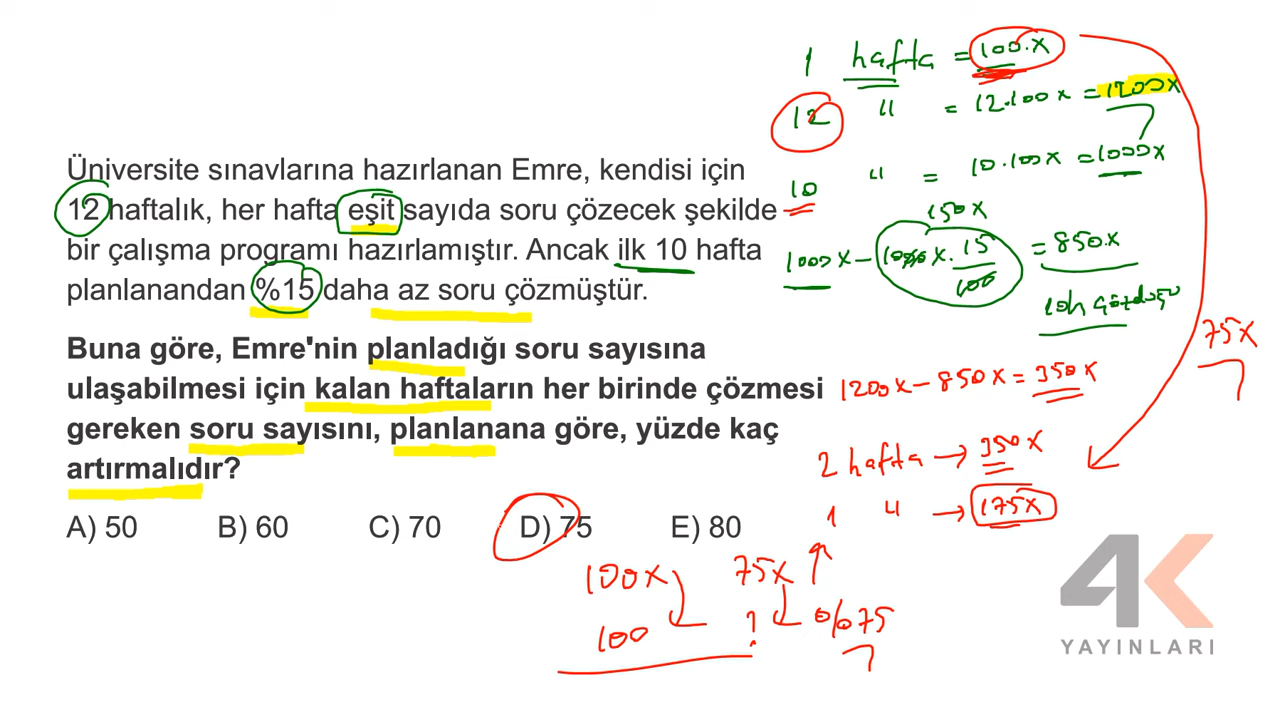 Üniversite sınavlarına hazırlanan Emre, kendisi için
12 haftalık, her hafta eşit sayıda soru çözecek şekilde
bir çalışma programı hazırlamıştır. Ancak ilk 10 hafta
planlanandan %15 daha az soru çözmüştür.
Buna göre, Emre'nin planladığı soru sayısına
ulaşabilmesi için kalan haftaların her birinde çözmesi
gereken soru sayısını, planlanana göre, yüzde kaç
artırmalıdır?
A) 50 B) 60 C) 70 D) 75 E) 80
1 hafta = 100.x
12 " = 12.100x = 1200x
10 " = 10.100x = 1000x
150x
1000x - 1000x . 15/100 = 850x
10h çözdüğü
75x
1200x - 850x = 350x
2 hafta → 350x
1 " → 175x
100x 75x
100 ? %75
4K
YAYINLARI